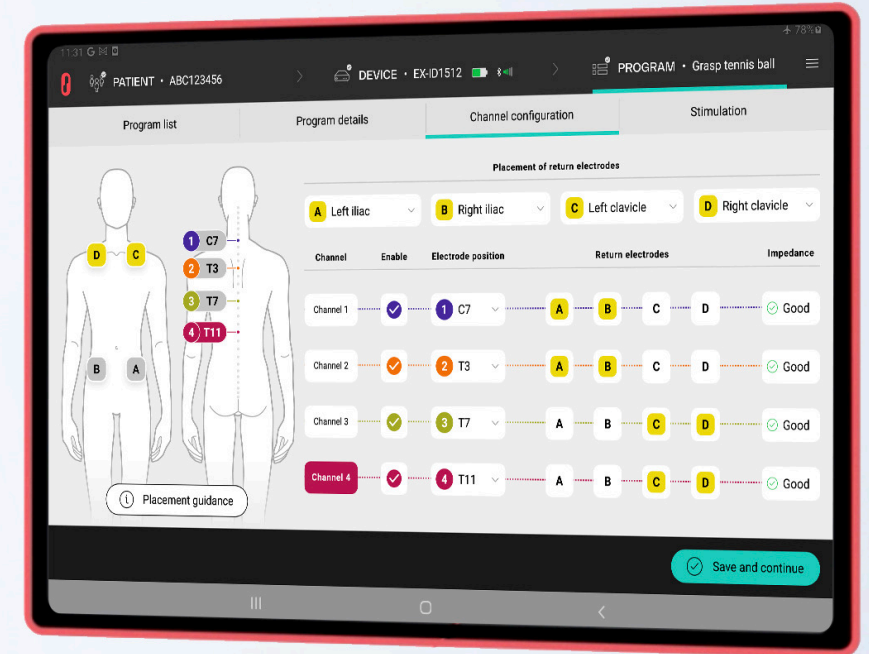 11:31 G
78%
PATIENT • ABC123456
DEVICE • EX-ID1512
PROGRAM • Grasp tennis ball
Program list
Program details
Channel configuration
Stimulation
Placement of return electrodes
A Left iliac
B Right iliac
C Left clavicle
D Right clavicle
Channel Enable Electrode position Return electrodes Impedance
Channel 1 1 C7 A B C D Good
Channel 2 2 T3 A B C D Good
Channel 3 3 T7 A B C D Good
Channel 4 4 T11 A B C D Good
D C
B A
1 C7
2 T3
3 T7
4 T11
i Placement guidance
Save and continue